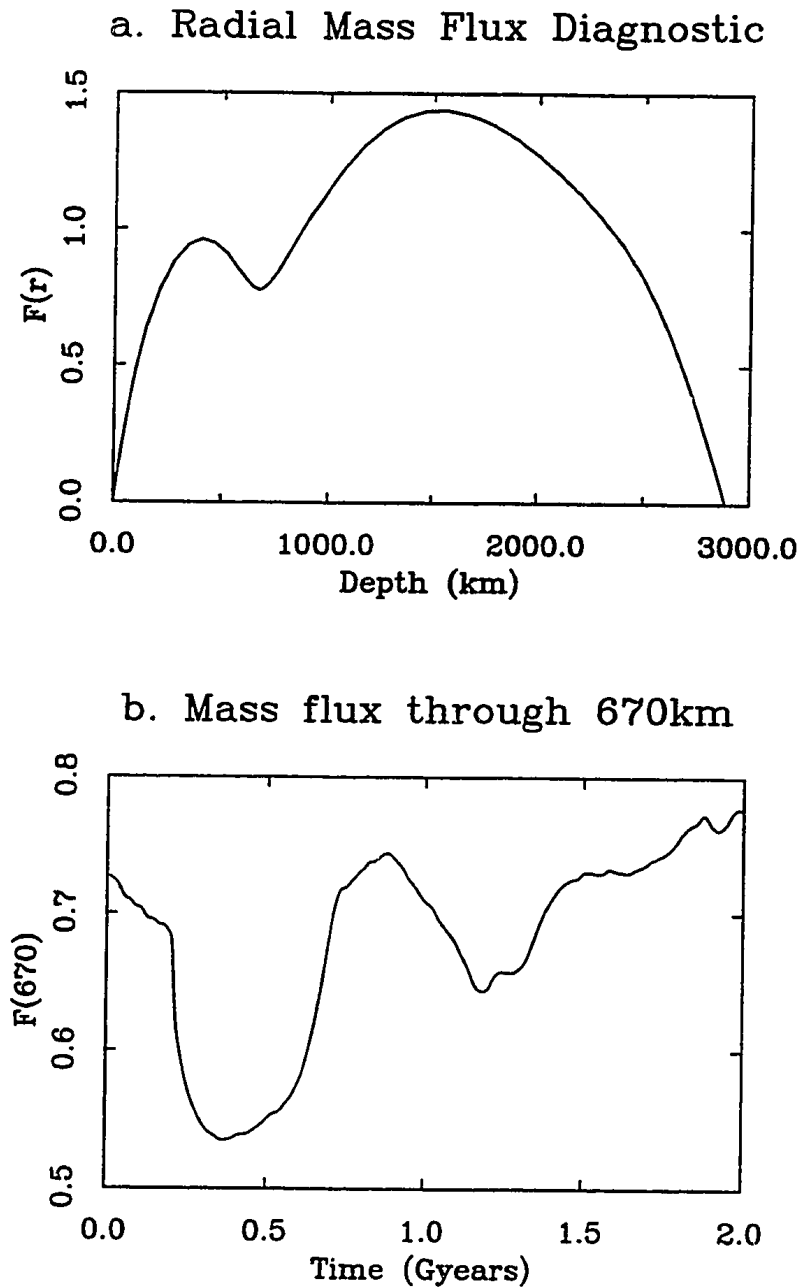 a. Radial Mass Flux Diagnostic
1.5
1.0
0.5
0.0
F(r)
0.0 1000.0 2000.0 3000.0
Depth (km)
b. Mass flux through 670km
0.8
0.7
0.6
0.5
F(670)
0.0 0.5 1.0 1.5 2.0
Time (Gyears)